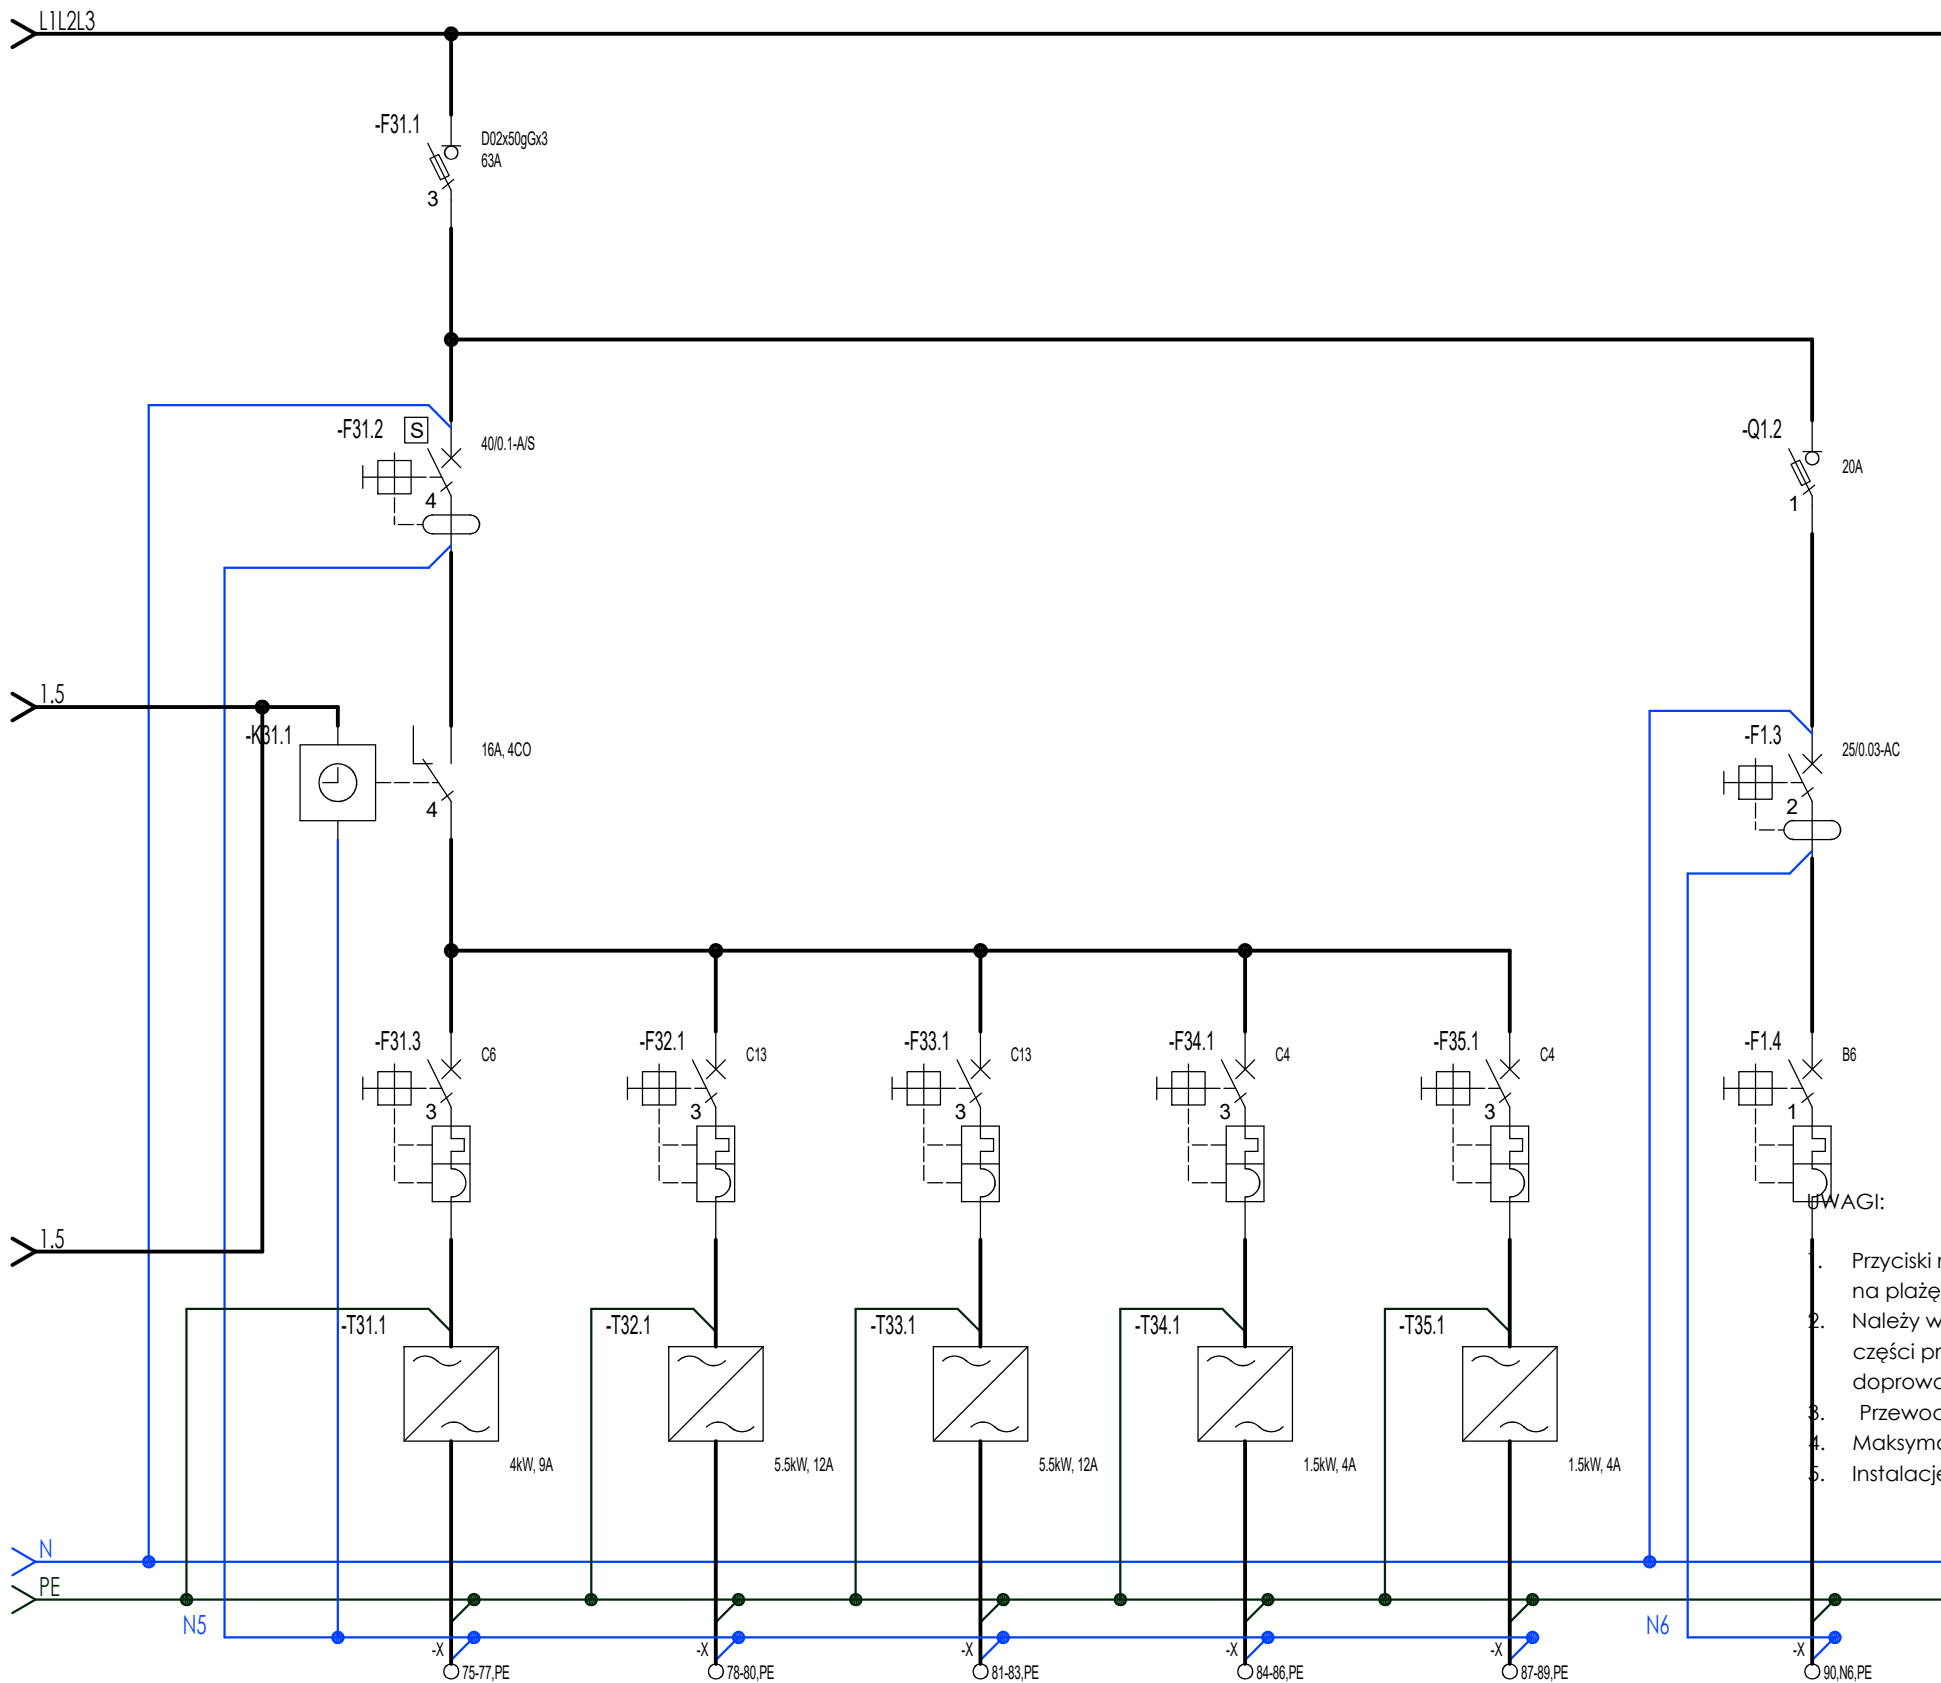 L1L2L3
-F31.1
D02x50gGx3
63A
3
-F31.2
S
40/0.1-A/S
4
-Q1.2
20A
1
1.5
-K31.1
16A, 4CO
4
-F1.3
25/0.03-AC
2
-F31.3
C6
3
-F32.1
C13
3
-F33.1
C13
3
-F34.1
C4
3
-F35.1
C4
3
-F1.4
B6
1
UWAGI:
1.5
1. Przyciski
na plażę
2. Należy
części
3. 
4. 
5. 
-T31.1
-T32.1
-T33.1
-T34.1
-T35.1
4kW, 9A
5.5kW, 12A
5.5kW, 12A
1.5kW, 4A
1.5kW, 4A
N
PE
N5
N6
-X
-X
-X
-X
-X
-X
75-77,PE
78-80,PE
81-83,PE
84-86,PE
87-89,PE
90,N6,PE